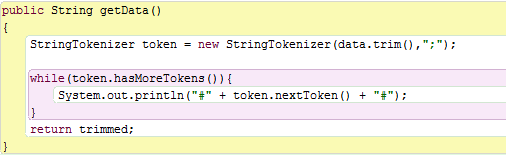 public String getData()
{
StringTokenizer token = new StringTokenizer(data.trim(),";");
while(token.hasMoreTokens()){
System.out.println("#" + token.nextToken() + "#");
}
return trimmed;
}